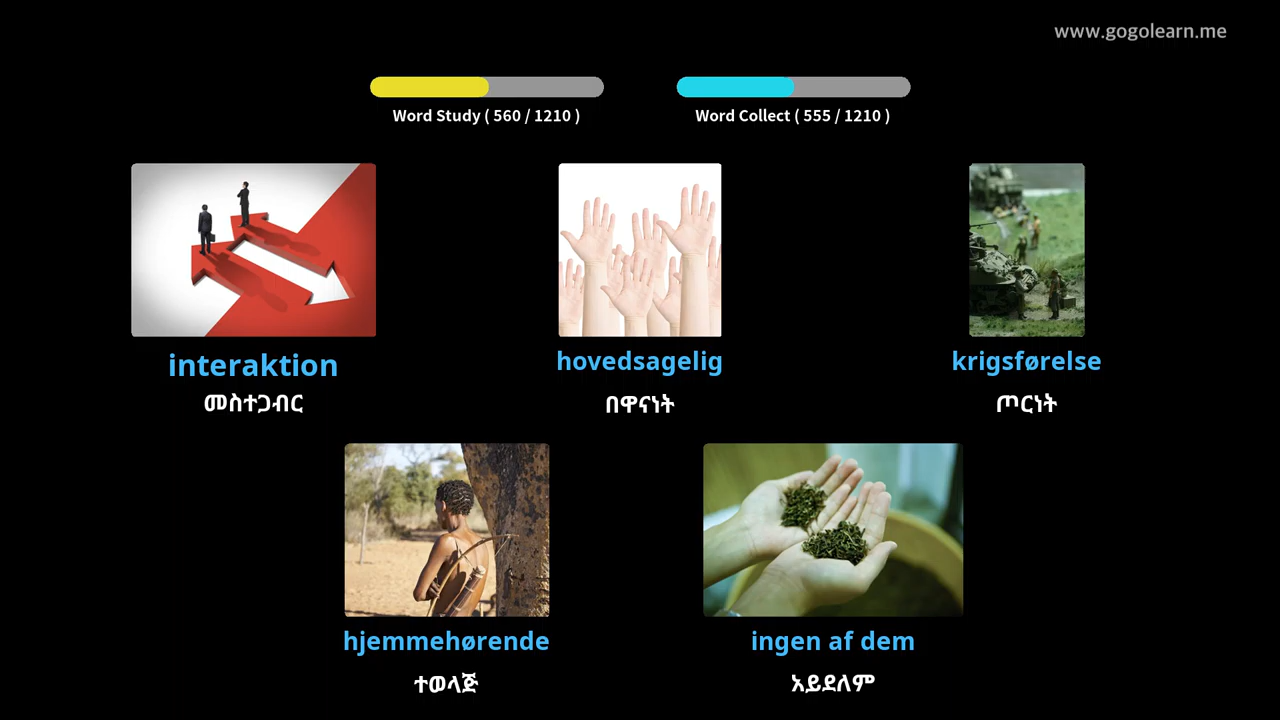 www.gogolearn.me
Word Study ( 560 / 1210 )
Word Collect ( 555 / 1210 )
interaktion
መስተጋብር
hovedsagelig
በዋናነት
krigsførelse
ጦርነት
hjemmehørende
ተወላጅ
ingen af dem
አይደለም